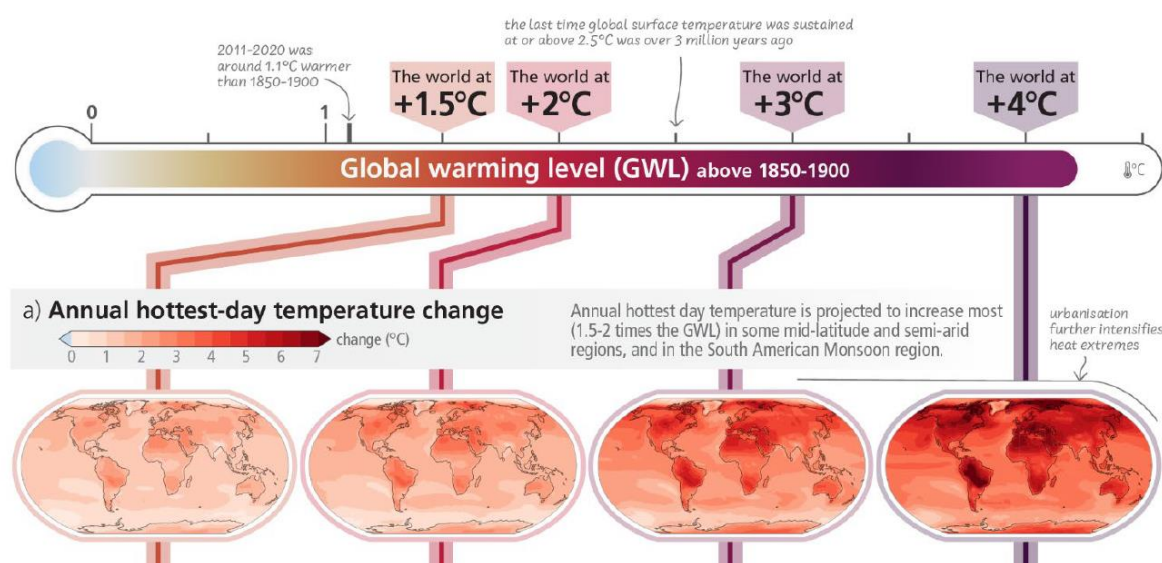 the last time global surface temperature was sustained
at or above 2.5°C was over 3 million years ago
2011-2020 was
around 1.1°C warmer
than 1850-1900
The world at
+1.5°C
The world at
+2°C
The world at
+3°C
The world at
+4°C
0
1
Global warming level (GWL) above 1850-1900
°C
a) Annual hottest-day temperature change
change (°C)
0 1 2 3 4 5 6 7
Annual hottest day temperature is projected to increase most
(1.5-2 times the GWL) in some mid-latitude and semi-arid
regions, and in the South American Monsoon region.
urbanisation
further intensifies
heat extremes